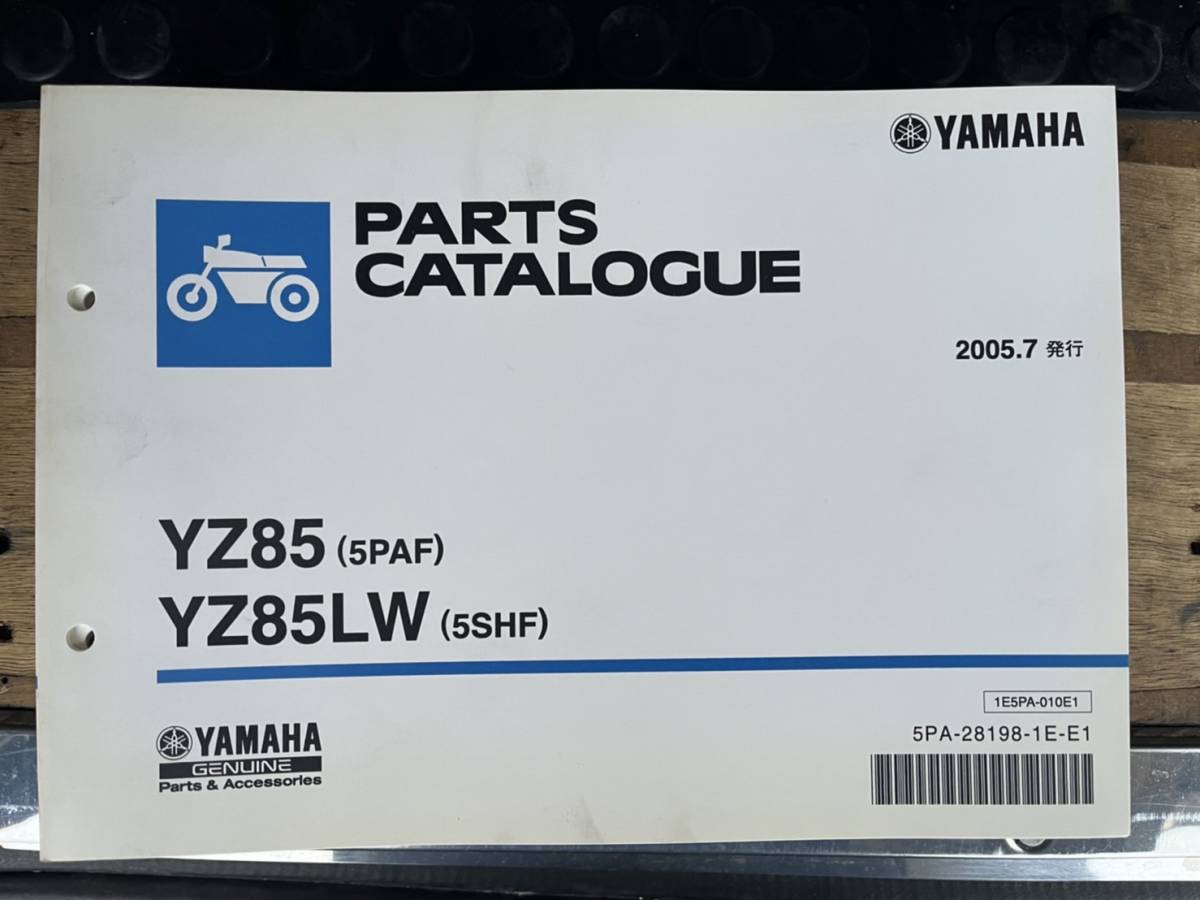 YAMAHA
PARTS
CATALOGUE
2005.7 発行
YZ85 (5PAF)
YZ85LW (5SHF)
1E5PA-010E1
5PA-28198-1E-E1
YAMAHA
GENUINE
Parts & Accessories